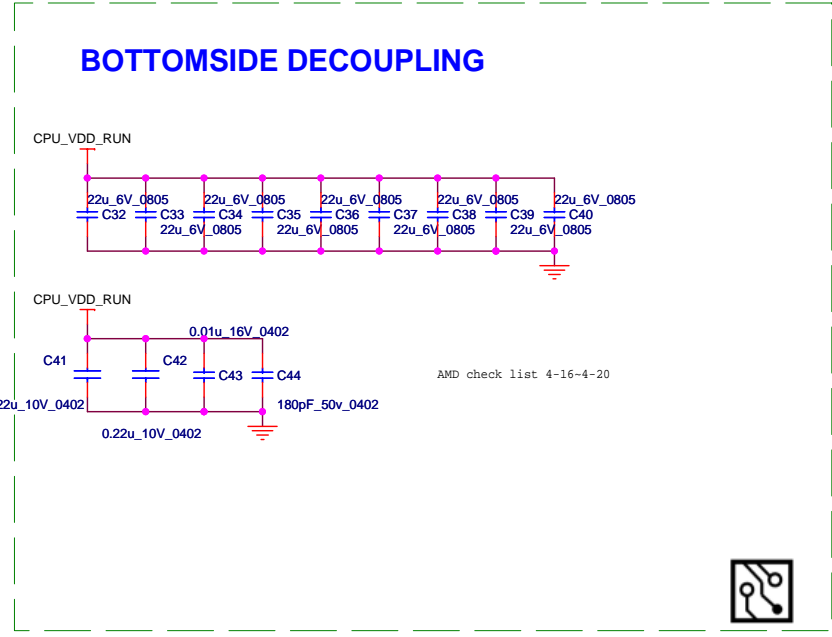 BOTTOMSIDE DECOUPLING
CPU_VDD_RUN
22u_6V_0805 22u_6V_0805 22u_6V_0805 22u_6V_0805 22u_6V_0805
C32 C33 C34 C35 C36 C37 C38 C39 C40
22u_6V_0805 22u_6V_0805 22u_6V_0805 22u_6V_0805
CPU_VDD_RUN
0.01u_16V_0402
C41 C42
C43 C44
AMD check list 4-16~4-20
22u_10V_0402 180pF_50v_0402
0.22u_10V_0402